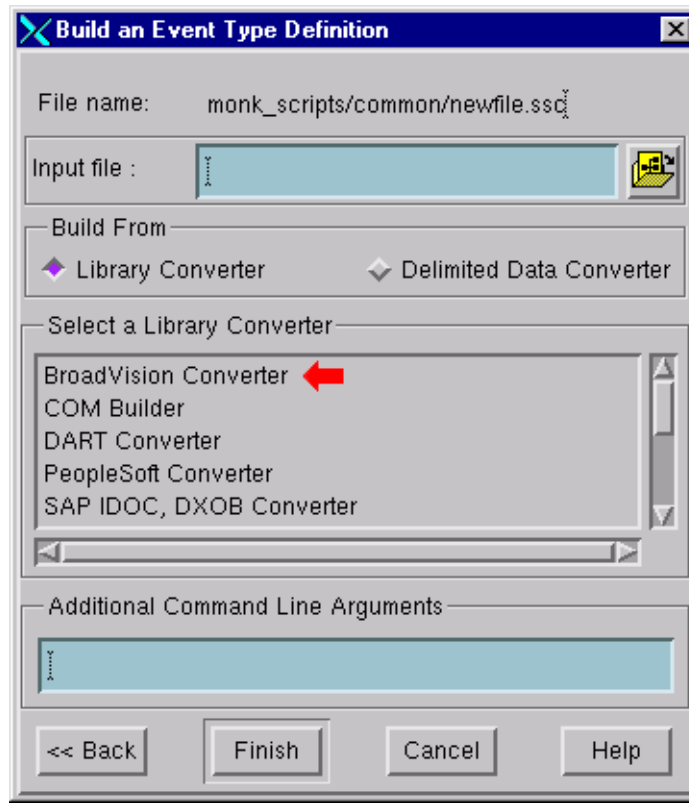 Build an Event Type Definition
File name: monk_scripts/common/newfile.ssc
Input file :
Build From
Library Converter Delimited Data Converter
Select a Library Converter
BroadVision Converter
COM Builder
DART Converter
PeopleSoft Converter
SAP IDOC, DXOB Converter
Additional Command Line Arguments
<< Back Finish Cancel Help